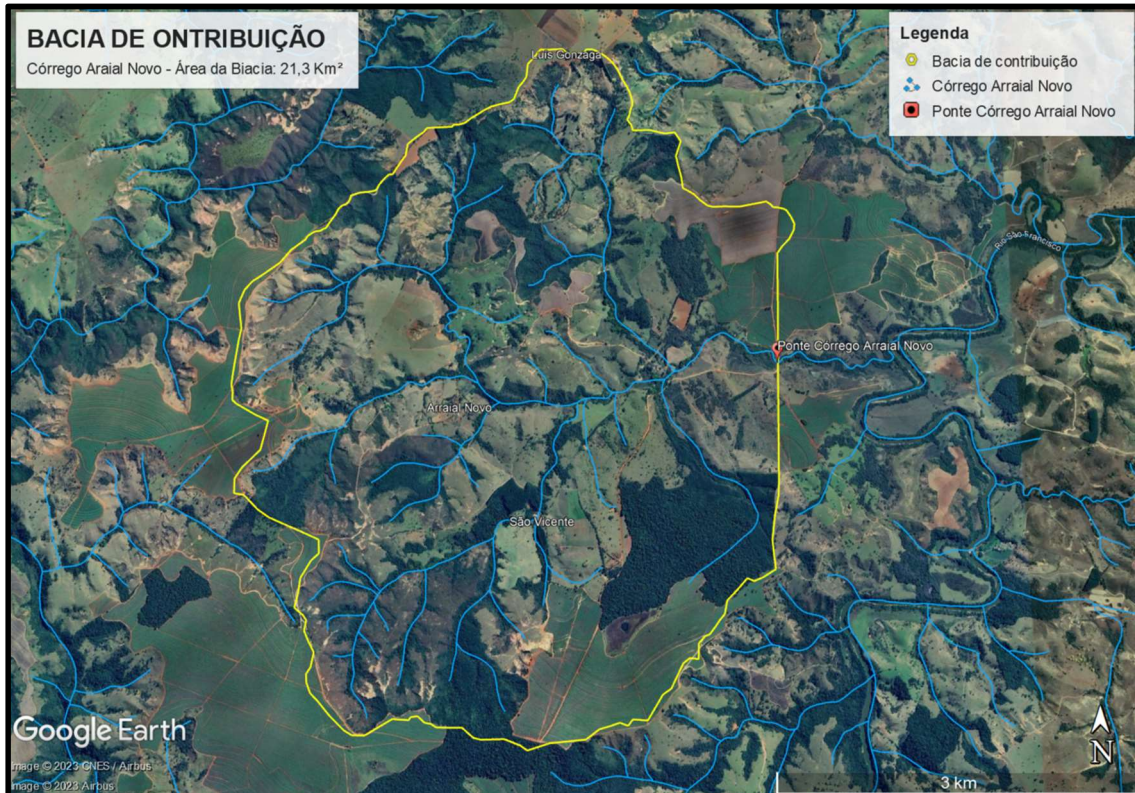 BACIA DE ONTRIBUIÇÃO
Córrego Araial Novo - Área da Biacia: 21,3 Km²
Legenda
Bacia de contribuição
Córrego Arraial Novo
Ponte Córrego Arraial Novo
Luís Gonzaga
Rio São Francisco
Ponte Córrego Arraial Novo
Arraial Novo
São Vicente
Google Earth
Image © 2023 CNES / Airbus
Image © 2023 Airbus
N
3 km